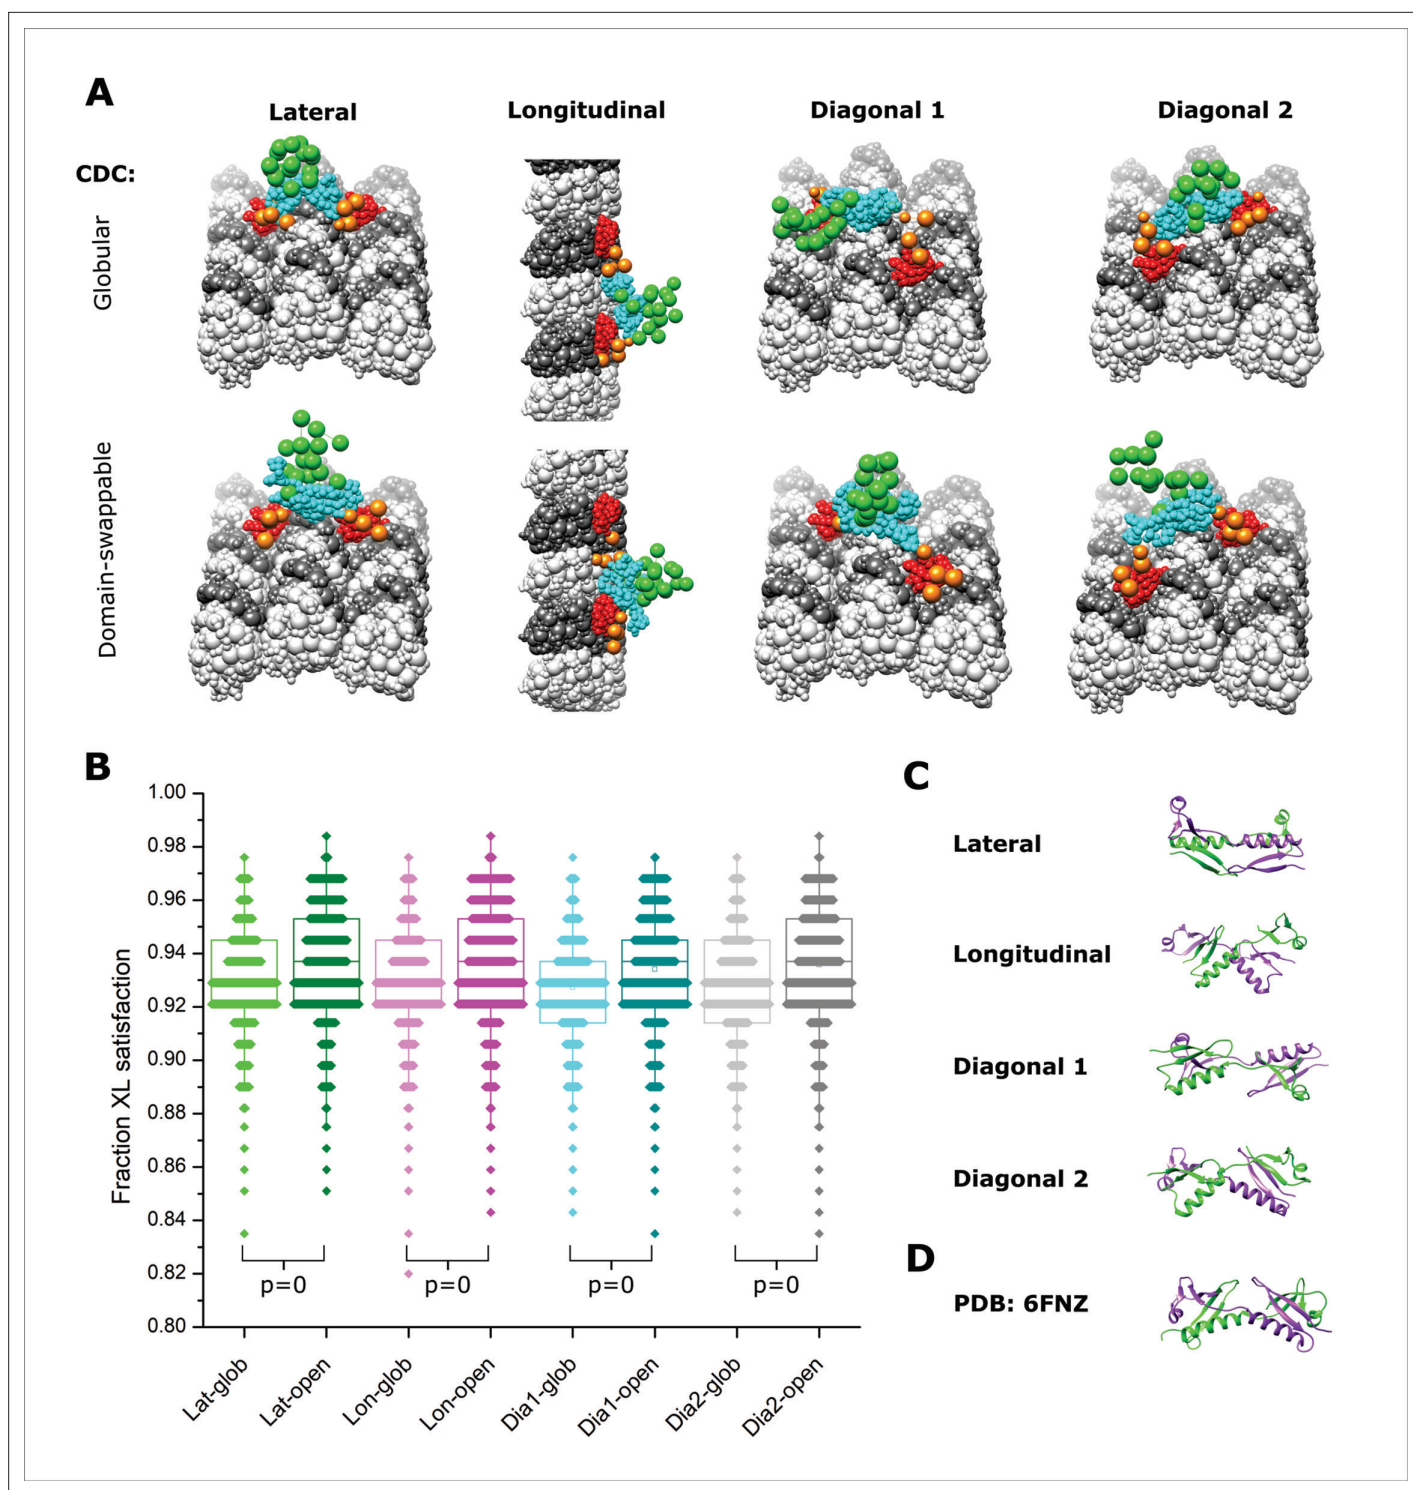 A
Lateral
Longitudinal
Diagonal 1
Diagonal 2
CDC:
Globular
Domain-swappable
B
Fraction XL satisfaction
1.00
0.98
0.96
0.94
0.92
0.90
0.88
0.86
0.84
0.82
0.80
p=0
p=0
p=0
p=0
Lat-glob
Lat-open
Lon-glob
Lon-open
Dia1-glob
Dia1-open
Dia2-glob
Dia2-open
C
Lateral
Longitudinal
Diagonal 1
Diagonal 2
D
PDB: 6FNZ